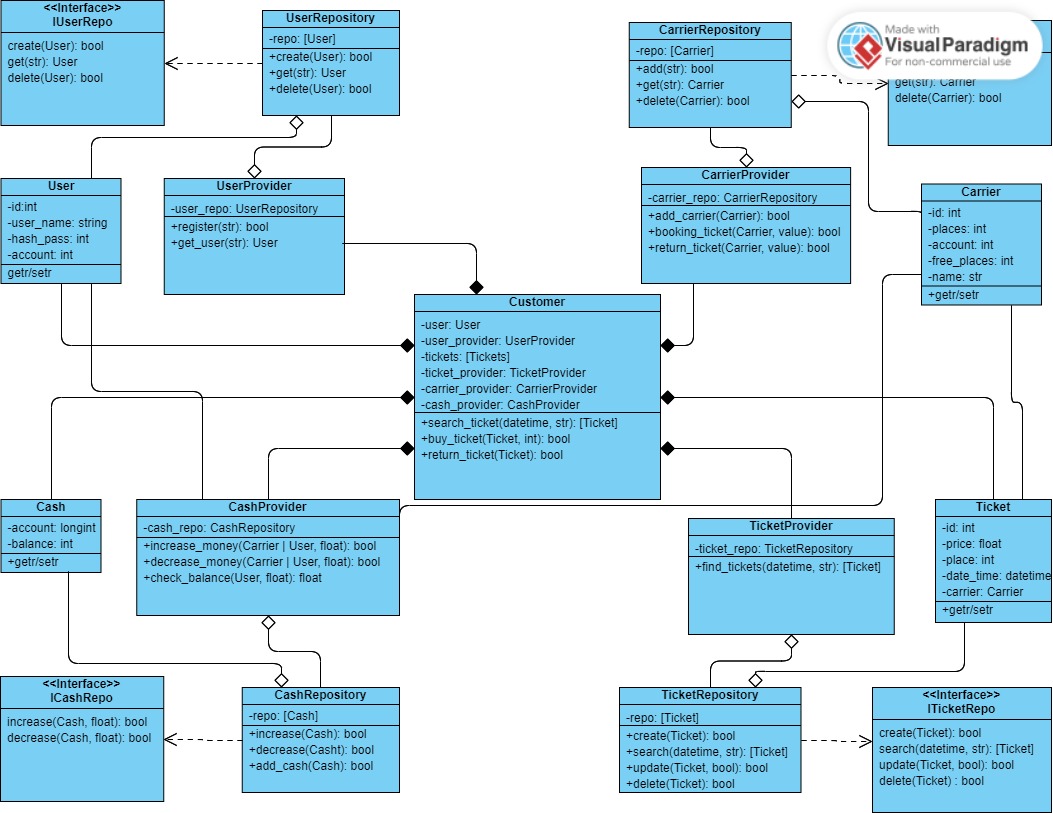 <<Interface>>
IUserRepo
create(User): bool
get(str): User
delete(User): bool
UserRepository
-repo: [User]
+create(User): bool
+get(str): User
+delete(User): bool
CarrierRepository
-repo: [Carrier]
+add(str): bool
+get(str): Carrier
+delete(Carrier): bool
Made with
VisualParadigm
For non-commercial use
get(str): Carrier
delete(Carrier): bool
User
-id:int
-user_name: string
-hash_pass: int
-account: int
getr/setr
UserProvider
-user_repo: UserRepository
+register(str): bool
+get_user(str): User
CarrierProvider
-carrier_repo: CarrierRepository
+add_carrier(Carrier): bool
+booking_ticket(Carrier, value): bool
+return_ticket(Carrier, value): bool
Carrier
-id: int
-places: int
-account: int
-free_places: int
-name: str
+getr/setr
Customer
-user: User
-user_provider: UserProvider
-tickets: [Tickets]
-ticket_provider: TicketProvider
-carrier_provider: CarrierProvider
-cash_provider: CashProvider
+search_ticket(datetime, str): [Ticket]
+buy_ticket(Ticket, int): bool
+return_ticket(Ticket): bool
Cash
-account: longint
-balance: int
+getr/setr
CashProvider
-cash_repo: CashRepository
+increase_money(Carrier | User, float): bool
+decrease_money(Carrier | User, float): bool
+check_balance(User, float): float
TicketProvider
-ticket_repo: TicketRepository
+find_tickets(datetime, str): [Ticket]
Ticket
-id: int
-price: float
-place: int
-date_time: datetime
-carrier: Carrier
+getr/setr
<<Interface>>
ICashRepo
increase(Cash, float): bool
decrease(Cash, float): bool
CashRepository
-repo: [Cash]
+increase(Cash): bool
+decrease(Casht): bool
+add_cash(Cash): bool
TicketRepository
-repo: [Ticket]
+create(Ticket): bool
+search(datetime, str): [Ticket]
+update(Ticket, bool): bool
+delete(Ticket): bool
<<Interface>>
ITicketRepo
create(Ticket): bool
search(datetime, str): [Ticket]
update(Ticket, bool): bool
delete(Ticket) : bool